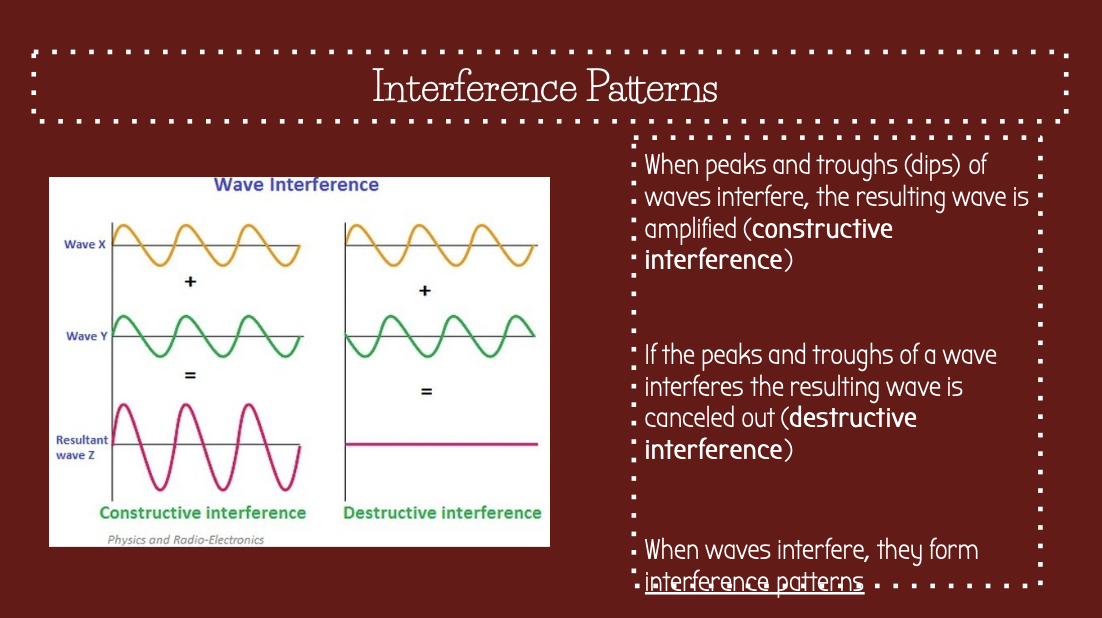 Interference Patterns
Wave Interference
Wave X
+
+
Wave Y
=
=
Resultant
wave Z
Constructive interference
Destructive interference
Physics and Radio-Electronics
When peaks and troughs (dips) of
waves interfere, the resulting wave is
amplified (constructive
interference)
If the peaks and troughs of a wave
interferes the resulting wave is
canceled out (destructive
interference)
When waves interfere, they form
interference patterns